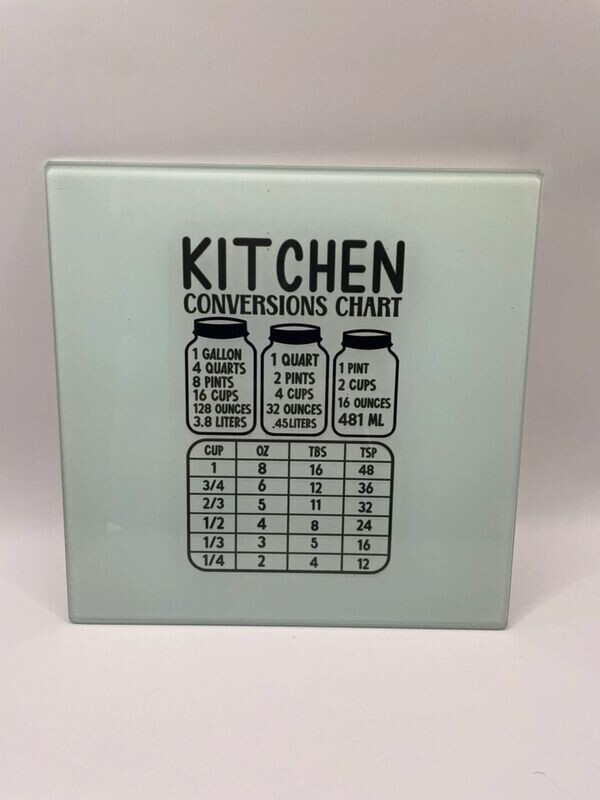 KITCHEN
CONVERSIONS CHART
1 GALLON
4 QUARTS
8 PINTS
16 CUPS
128 OUNCES
3.8 LITERS
1 QUART
2 PINTS
4 CUPS
32 OUNCES
.45LITERS
1 PINT
2 CUPS
16 OUNCES
481 ML
CUP OZ TBS TSP
1 8 16 48
3/4 6 12 36
2/3 5 11 32
1/2 4 8 24
1/3 3 5 16
1/4 2 4 12